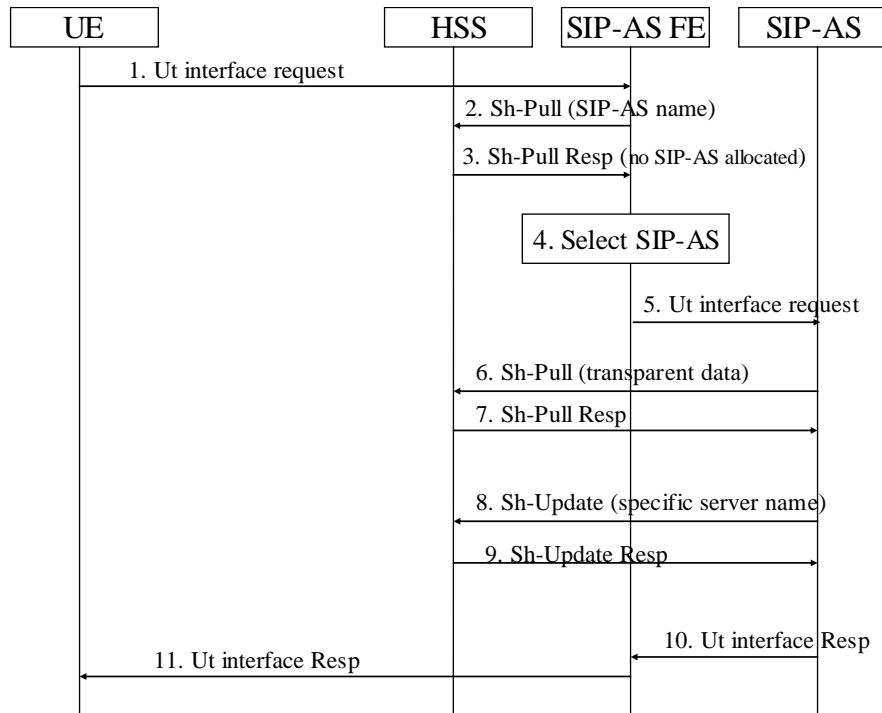 UE HSS SIP-AS FE SIP-AS
1. Ut interface request
2. Sh-Pull (SIP-AS name)
3. Sh-Pull Resp (no SIP-AS allocated)
4. Select SIP-AS
5. Ut interface request
6. Sh-Pull (transparent data)
7. Sh-Pull Resp
8. Sh-Update (specific server name)
9. Sh-Update Resp
10. Ut interface Resp
11. Ut interface Resp